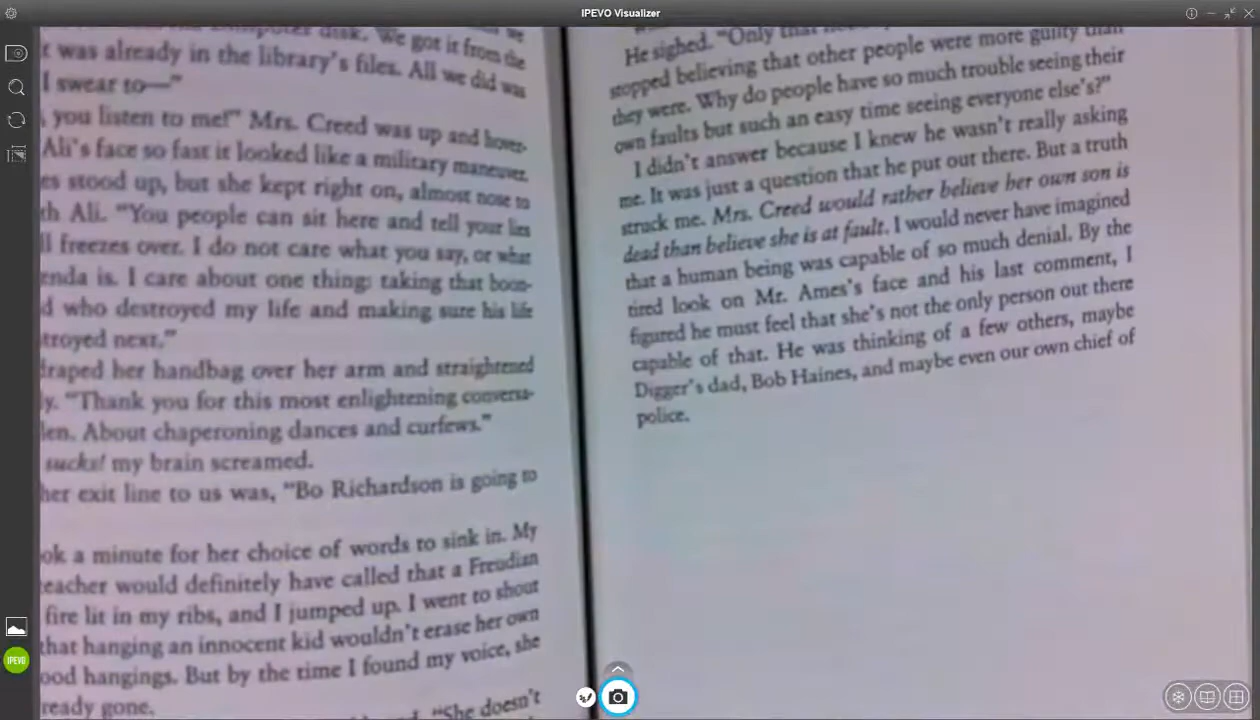 IPEVO Visualizer
computer disk. We got it from the
t was already in the library's files. All we did was
I swear to—"
, you listen to me!" Mrs. Creed was up and hover-
Ali's face so fast it looked like a military maneuver.
es stood up, but she kept right on, almost nose to
th Ali. "You people can sit here and tell your lies
ll freezes over. I do not care what you say, or what
enda is. I care about one thing: taking that boon-
d who destroyed my life and making sure his life
troyed next."
draped her handbag over her arm and straightened
ly. "Thank you for this most enlightening conversa-
len. About chaperoning dances and curfews."
sucks! my brain screamed.
her exit line to us was, "Bo Richardson is going to
ok a minute for her choice of words to sink in. My
teacher would definitely have called that a Freudian
fire lit in my ribs, and I jumped up. I went to shout
that hanging an innocent kid wouldn't erase her own
ood hangings. But by the time I found my voice, she
ready gone.
"She doesn't
He sighed. "Only that
stopped believing that other people were more guilty than
they were. Why do people have so much trouble seeing their
own faults but such an easy time seeing everyone else's?"
I didn't answer because I knew he wasn't really asking
me. It was just a question that he put out there. But a truth
struck me. Mrs. Creed would rather believe her own son is
dead than believe she is at fault. I would never have imagined
that a human being was capable of so much denial. By the
tired look on Mr. Ames's face and his last comment, I
figured he must feel that she's not the only person out there
capable of that. He was thinking of a few others, maybe
Digger's dad, Bob Haines, and maybe even our own chief of
police.
IPEVO